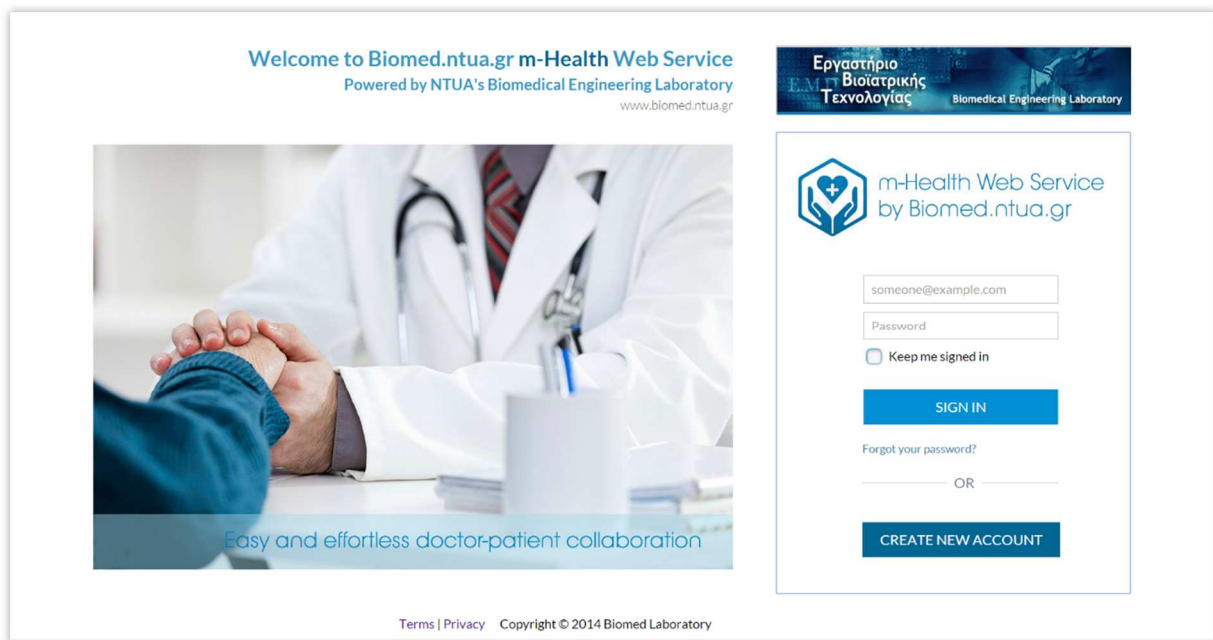 Welcome to Biomed.ntua.gr m-Health Web Service
Powered by NTUA's Biomedical Engineering Laboratory
www.biomed.ntua.gr
Εργαστήριο
Ε.Μ.Π. Βιοϊατρικής
Τεχνολογίας
Biomedical Engineering Laboratory
m-Health Web Service
by Biomed.ntua.gr
someone@example.com
Password
Keep me signed in
SIGN IN
Forgot your password?
OR
CREATE NEW ACCOUNT
Easy and effortless doctor-patient collaboration
Terms | Privacy Copyright © 2014 Biomed Laboratory